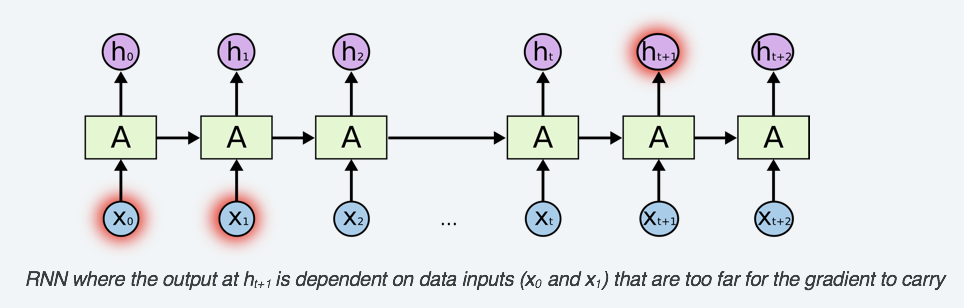 h₀ h₁ h₂ hₜ hₜ₊₁ hₜ₊₂
A A A A A A
x₀ x₁ x₂ ... xₜ xₜ₊₁ xₜ₊₂
RNN where the output at hₜ₊₁ is dependent on data inputs (x₀ and x₁) that are too far for the gradient to carry